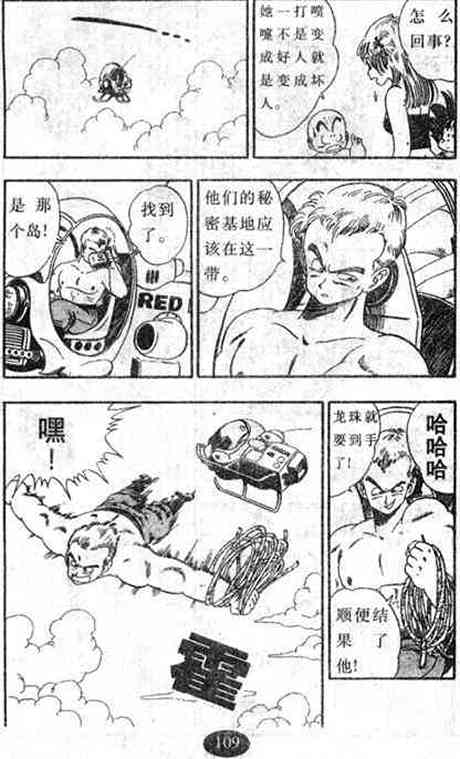 怎么
回事?
她一打喷
嚏不是变
成好人就
是变成坏
人。
他们的秘
密基地应
该在这一
带。
找到
了。
是那
个岛!
RED
哈哈哈
龙珠就
要到手
了!
顺便结
果了
他!
嘿!
霍
109